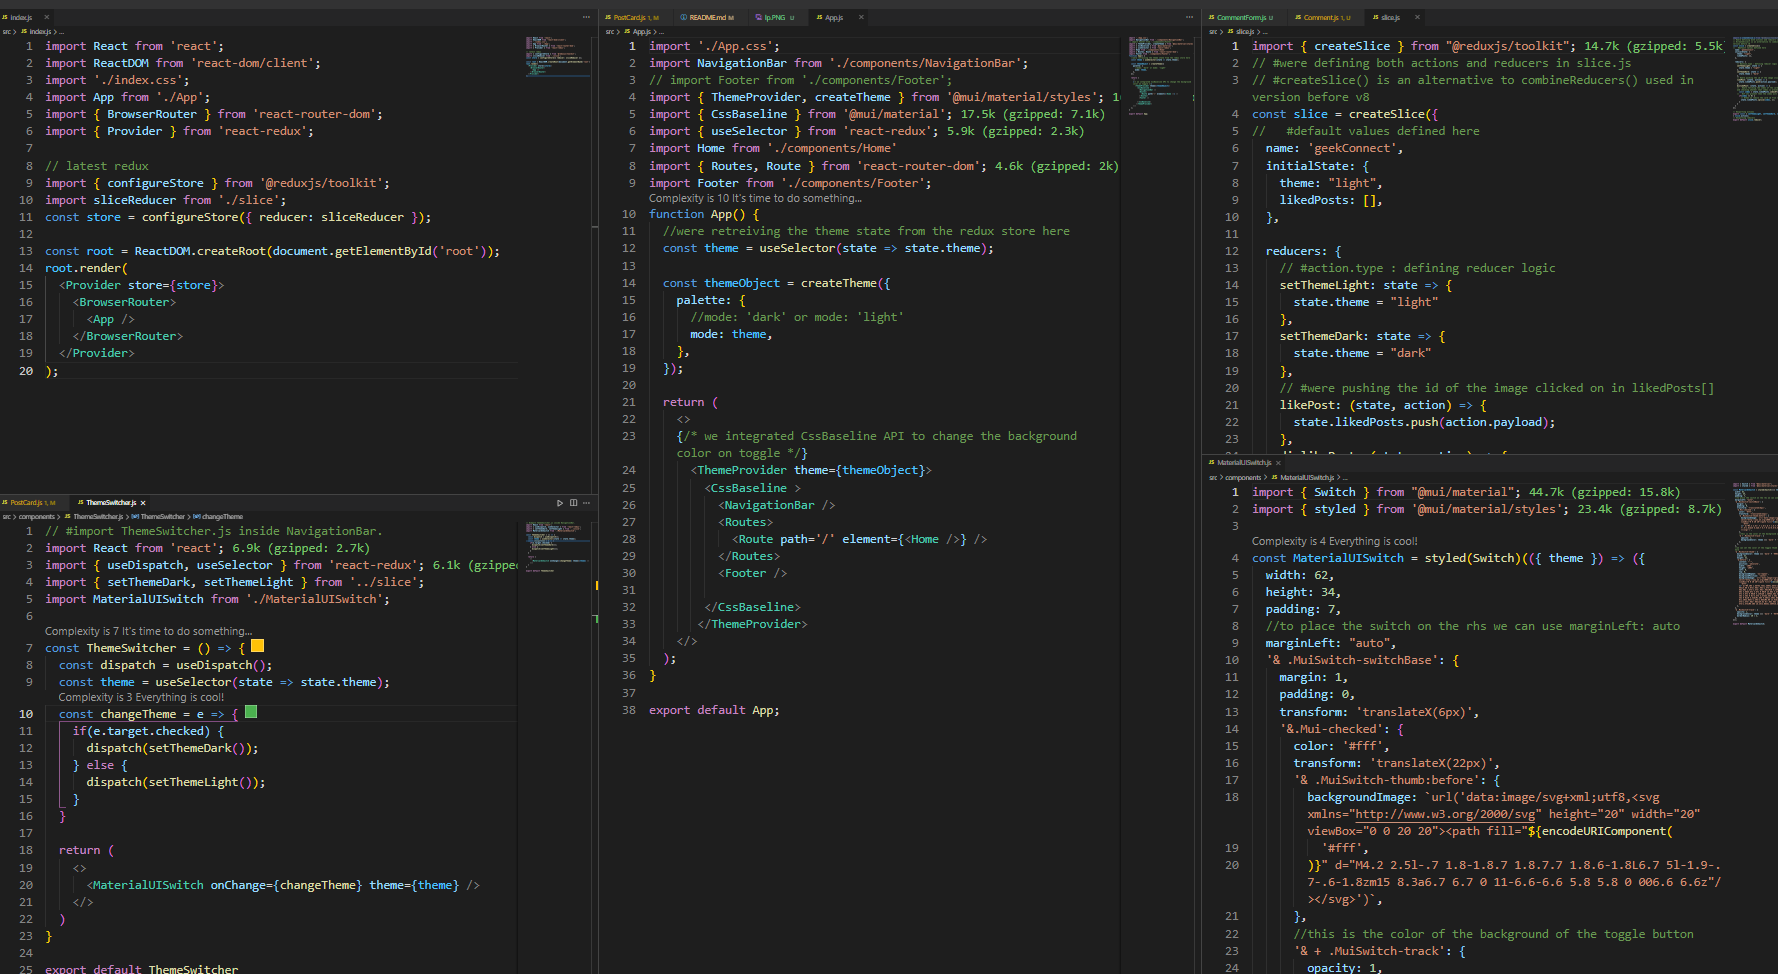 index.js
src > index.js > ...
1 import React from 'react';
2 import ReactDOM from 'react-dom/client';
3 import './index.css';
4 import App from './App';
5 import { BrowserRouter } from 'react-router-dom';
6 import { Provider } from 'react-redux';
7
8 // latest redux
9 import { configureStore } from '@reduxjs/toolkit';
10 import sliceReducer from './slice';
11 const store = configureStore({ reducer: sliceReducer });
12
13 const root = ReactDOM.createRoot(document.getElementById('root'));
14 root.render(
15 <Provider store={store}>
16 <BrowserRouter>
17 <App />
18 </BrowserRouter>
19 </Provider>
20 );
PostCard.js 1, M ThemeSwitcher.js
src > components > ThemeSwitcher.js > ThemeSwitcher > changeTheme
1 // #import ThemeSwitcher.js inside NavigationBar.
2 import React from 'react'; 6.9k (gzipped: 2.7k)
3 import { useDispatch, useSelector } from 'react-redux'; 6.1k (gzippe
4 import { setThemeDark, setThemeLight } from '../slice';
5 import MaterialUISwitch from './MaterialUISwitch';
6
Complexity is 7 It's time to do something...
7 const ThemeSwitcher = () => {
8 const dispatch = useDispatch();
9 const theme = useSelector(state => state.theme);
Complexity is 3 Everything is cool!
10 const changeTheme = e => {
11 if(e.target.checked) {
12 dispatch(setThemeDark());
13 } else {
14 dispatch(setThemeLight());
15 }
16 }
17
18 return (
19 <>
20 <MaterialUISwitch onChange={changeTheme} theme={theme} />
21 </>
22 )
23 }
24
25 export default ThemeSwitcher
PostCard.js 1, M README.md M lp.PNG U App.js
src > App.js > ...
1 import './App.css';
2 import NavigationBar from './components/NavigationBar';
3 // import Footer from './components/Footer';
4 import { ThemeProvider, createTheme } from '@mui/material/styles'; 1
5 import { CssBaseline } from '@mui/material'; 17.5k (gzipped: 7.1k)
6 import { useSelector } from 'react-redux'; 5.9k (gzipped: 2.3k)
7 import Home from './components/Home'
8 import { Routes, Route } from 'react-router-dom'; 4.6k (gzipped: 2k)
9 import Footer from './components/Footer';
Complexity is 10 It's time to do something...
10 function App() {
11 //were retreiving the theme state from the redux store here
12 const theme = useSelector(state => state.theme);
13
14 const themeObject = createTheme({
15 palette: {
16 //mode: 'dark' or mode: 'light'
17 mode: theme,
18 },
19 });
20
21 return (
22 <>
23 {/* we integrated CssBaseline API to change the background
color on toggle */}
24 <ThemeProvider theme={themeObject}>
25 <CssBaseline >
26 <NavigationBar />
27 <Routes>
28 <Route path='/' element={<Home />} />
29 </Routes>
30 <Footer />
31
32 </CssBaseline>
33 </ThemeProvider>
34 </>
35 );
36 }
37
38 export default App;
CommentForm.js U Comment.js 1, U slice.js
src > slice.js > ...
1 import { createSlice } from "@reduxjs/toolkit"; 14.7k (gzipped: 5.5k
2 // #were defining both actions and reducers in slice.js
3 // #createSlice() is an alternative to combineReducers() used in
version before v8
4 const slice = createSlice({
5 // #default values defined here
6 name: 'geekConnect',
7 initialState: {
8 theme: "light",
9 likedPosts: [],
10 },
11
12 reducers: {
13 // #action.type : defining reducer logic
14 setThemeLight: state => {
15 state.theme = "light"
16 },
17 setThemeDark: state => {
18 state.theme = "dark"
19 },
20 // #were pushing the id of the image clicked on in likedPosts[]
21 likePost: (state, action) => {
22 state.likedPosts.push(action.payload);
23 },
MaterialUISwitch.js
src > components > MaterialUISwitch.js > ...
1 import { Switch } from "@mui/material"; 44.7k (gzipped: 15.8k)
2 import { styled } from '@mui/material/styles'; 23.4k (gzipped: 8.7k)
3
Complexity is 4 Everything is cool!
4 const MaterialUISwitch = styled(Switch)(({ theme }) => ({
5 width: 62,
6 height: 34,
7 padding: 7,
8 //to place the switch on the rhs we can use marginLeft: auto
9 marginLeft: "auto",
10 '& .MuiSwitch-switchBase': {
11 margin: 1,
12 padding: 0,
13 transform: 'translateX(6px)',
14 '&.Mui-checked': {
15 color: '#fff',
16 transform: 'translateX(22px)',
17 '& .MuiSwitch-thumb:before': {
18 backgroundImage: `url('data:image/svg+xml;utf8,<svg
xmlns="http://www.w3.org/2000/svg" height="20" width="20"
viewBox="0 0 20 20"><path fill="${encodeURIComponent(
19 '#fff',
20 )}" d="M4.2 2.5l-.7 1.8-1.8.7 1.8.7.7 1.8.6-1.8L6.7 5l-1.9-.
7-.6-1.8zm15 8.3a6.7 6.7 0 11-6.6-6.6 5.8 5.8 0 006.6 6.6z"/
></svg>')`,
21 },
22 //this is the color of the background of the toggle button
23 '& + .MuiSwitch-track': {
24 opacity: 1,